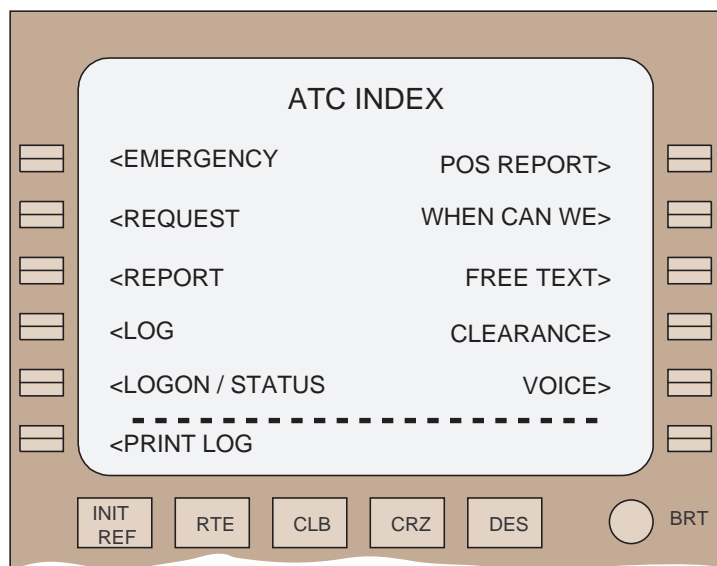 ATC INDEX
<EMERGENCY
POS REPORT>
<REQUEST
WHEN CAN WE>
<REPORT
FREE TEXT>
<LOG
CLEARANCE>
<LOGON / STATUS
VOICE>
<PRINT LOG
INIT
REF
RTE
CLB
CRZ
DES
BRT